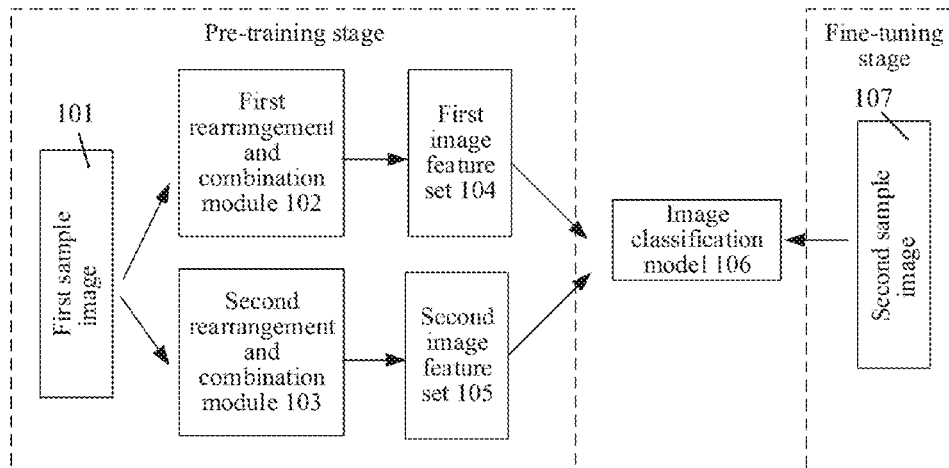 Pre-training stage
101
First sample
image
First
rearrangement
and
combination
module 102
First
image
feature
set 104
Second
rearrangement
and
combination
module 103
Second
image
feature
set 105
Image
classification
model 106
Fine-tuning
stage
107
Second sample
image